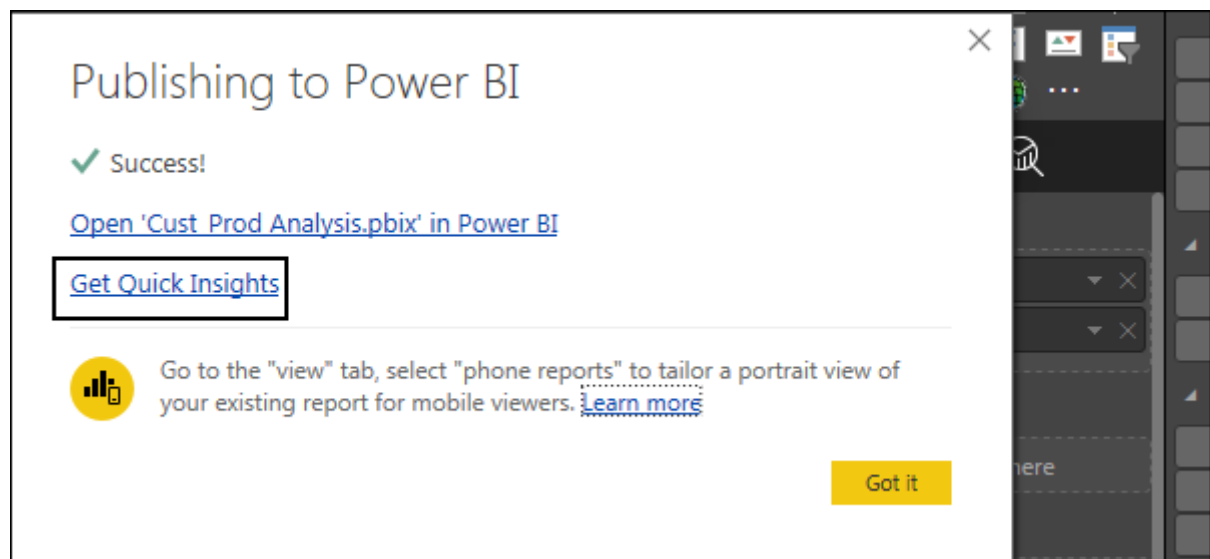 Publishing to Power BI
Success!
Open 'Cust_Prod Analysis.pbix' in Power BI
Get Quick Insights
Go to the "view" tab, select "phone reports" to tailor a portrait view of
your existing report for mobile viewers. Learn more
Got it
here